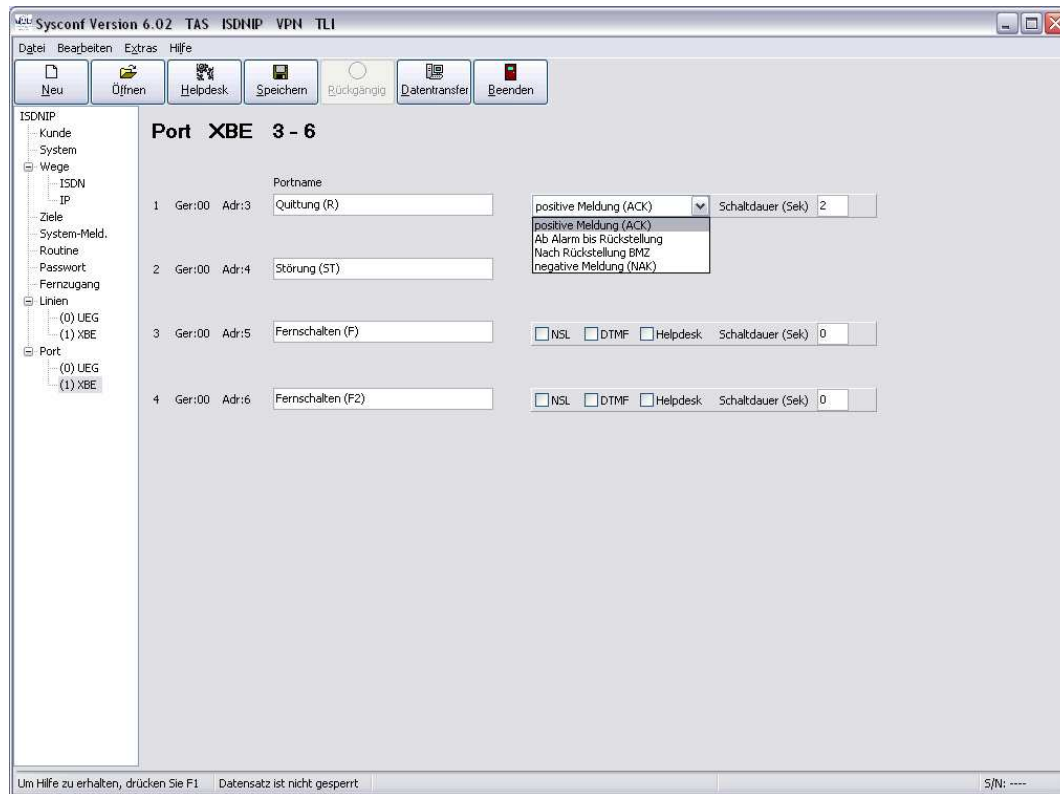 Sysconf Version 6.02 TAS ISDNIP VPN TLI
Datei Bearbeiten Extras Hilfe
Neu Öffnen Helpdesk Speichern Rückgängig Datentransfer Beenden
ISDNIP
Kunde
System
Wege
ISDN
IP
Ziele
System-Meld.
Routine
Passwort
Fernzugang
Linien
(0) UEG
(1) XBE
Port
(0) UEG
(1) XBE
Port XBE 3 - 6
Portname
1 Ger:00 Adr:3 Quittung (R) positive Meldung (ACK) Schaltdauer (Sek) 2
positive Meldung (ACK)
Ab Alarm bis Rückstellung
Nach Rückstellung BMZ
negative Meldung (NAK)
2 Ger:00 Adr:4 Störung (ST)
3 Ger:00 Adr:5 Fernschalten (F) NSL DTMF Helpdesk Schaltdauer (Sek) 0
4 Ger:00 Adr:6 Fernschalten (F2) NSL DTMF Helpdesk Schaltdauer (Sek) 0
Um Hilfe zu erhalten, drücken Sie F1 Datensatz ist nicht gesperrt S/N: ----